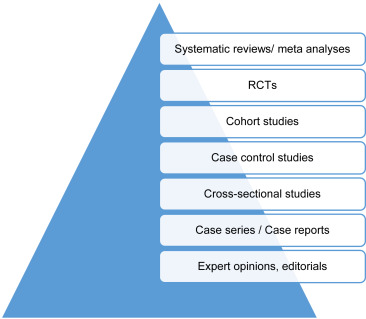 Systematic reviews/ meta analyses
RCTs
Cohort studies
Case control studies
Cross-sectional studies
Case series / Case reports
Expert opinions, editorials